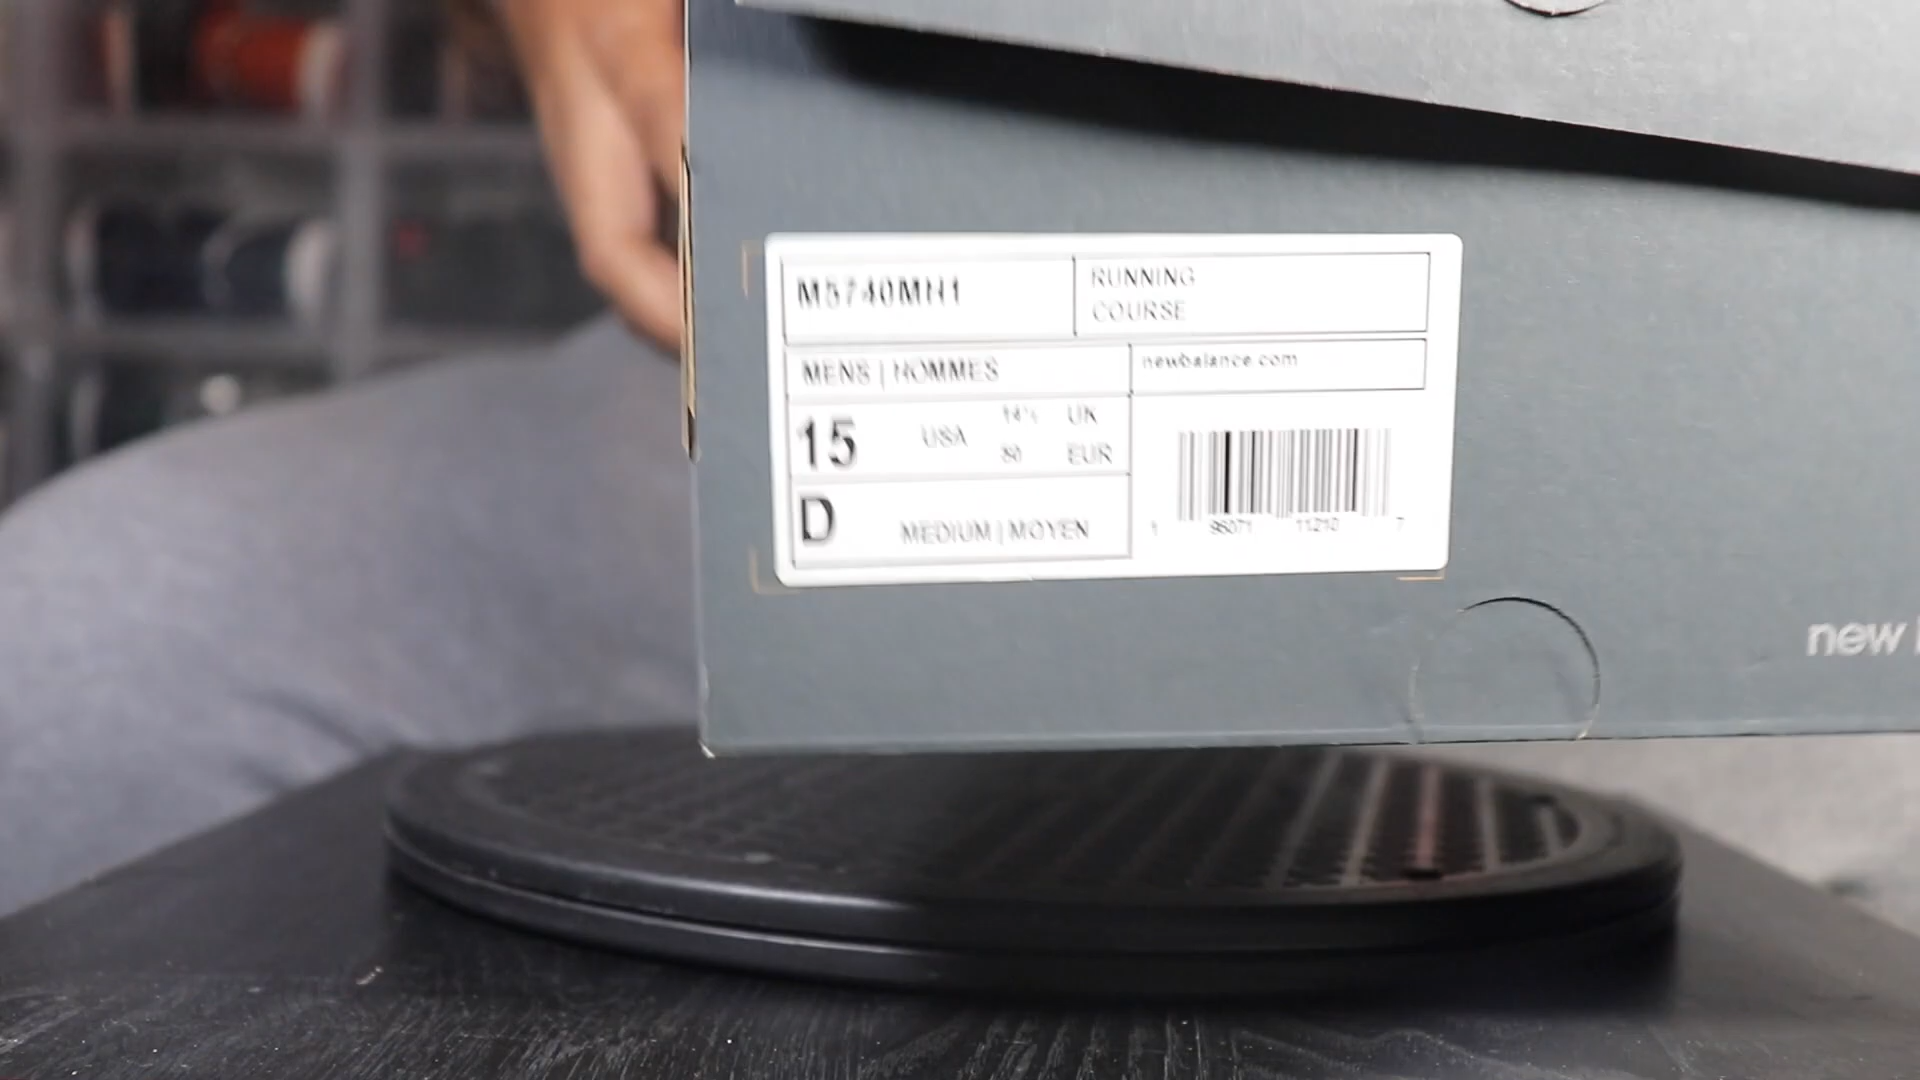 M5740MH1
RUNNING
COURSE
MENS | HOMMES
newbalance.com
15 USA 14½ UK
50 EUR
D MEDIUM | MOYEN
1 95071 11210 7
new